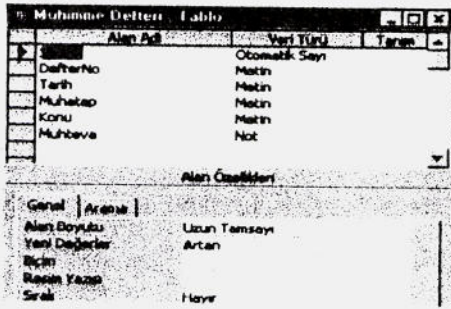 Mühimme Defteri : Tablo
Alan Adı Veri Türü Tanım
Otomatik Sayı
DefterNo Metin
Tarih Metin
Muhatap Metin
Konu Metin
Muhteva Not
Alan Özellikleri
Genel Arama
Alan Boyutu Uzun Tamsayı
Yeni Değerler Artan
Biçim
Resim Yazısı
Sıralı Hayır